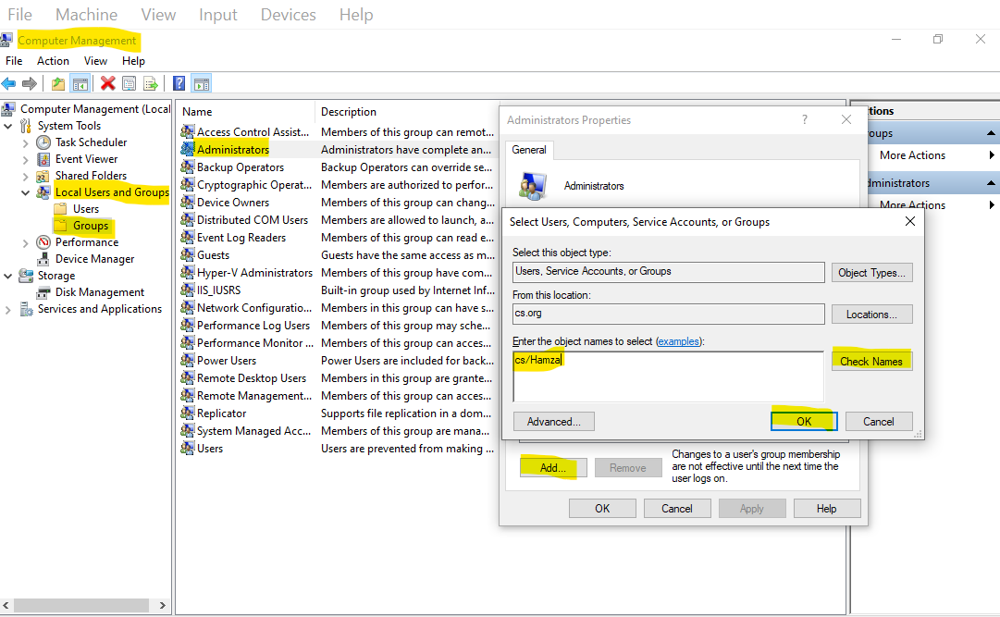 File Machine View Input Devices Help
Computer Management
File Action View Help
Computer Management (Local
System Tools
Task Scheduler
Event Viewer
Shared Folders
Local Users and Groups
Users
Groups
Performance
Device Manager
Storage
Disk Management
Services and Applications
Name Description
Access Control Assist... Members of this group can remot...
Administrators Administrators have complete an...
Backup Operators Backup Operators can override se...
Cryptographic Operat... Members are authorized to perfor...
Device Owners Members of this group can chang...
Distributed COM Users Members are allowed to launch, a...
Event Log Readers Members of this group can read e...
Guests Guests have the same access as m...
Hyper-V Administrators Members of this group have com...
IIS_IUSRS Built-in group used by Internet Inf...
Network Configuratio... Members in this group can have s...
Performance Log Users Members of this group may sche...
Performance Monitor ... Members of this group can acces...
Power Users Power Users are included for back...
Remote Desktop Users Members in this group are grante...
Remote Management... Members of this group can acces...
Replicator Supports file replication in a dom...
System Managed Acc... Members of this group are mana...
Users Users are prevented from making ...
Administrators Properties ?
General
Administrators
Select Users, Computers, Service Accounts, or Groups
Select this object type:
Users, Service Accounts, or Groups Object Types...
From this location:
cs.org Locations...
Enter the object names to select (examples):
cs/Hamza Check Names
Advanced... OK Cancel
Add... Remove
Changes to a user's group membership
are not effective until the next time the
user logs on.
OK Cancel Apply Help
tions
oups
More Actions
dministrators
More Actions